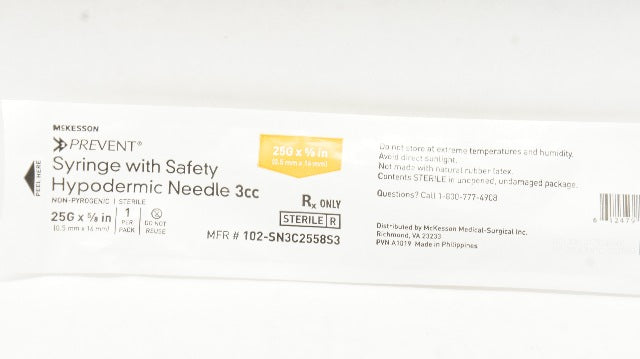 McKESSON
PREVENT®
Syringe with Safety
Hypodermic Needle 3cc
NON-PYROGENIC | STERILE
25G x 5/8 in
(0.5 mm x 16 mm)
1
PER
PACK
DO NOT
REUSE
PEEL HERE
25G x 5/8 in
(0.5 mm x 16 mm)
Rx ONLY
STERILE R
MFR # 102-SN3C2558S3
Do not store at extreme temperatures and humidity.
Avoid direct sunlight.
Not made with natural rubber latex.
Contents STERILE in unopened, undamaged package.
Questions? Call 1-800-777-4908
Distributed by McKesson Medical-Surgical Inc.
Richmond, VA 23233
PVN A1019 Made in Philippines
6 12479